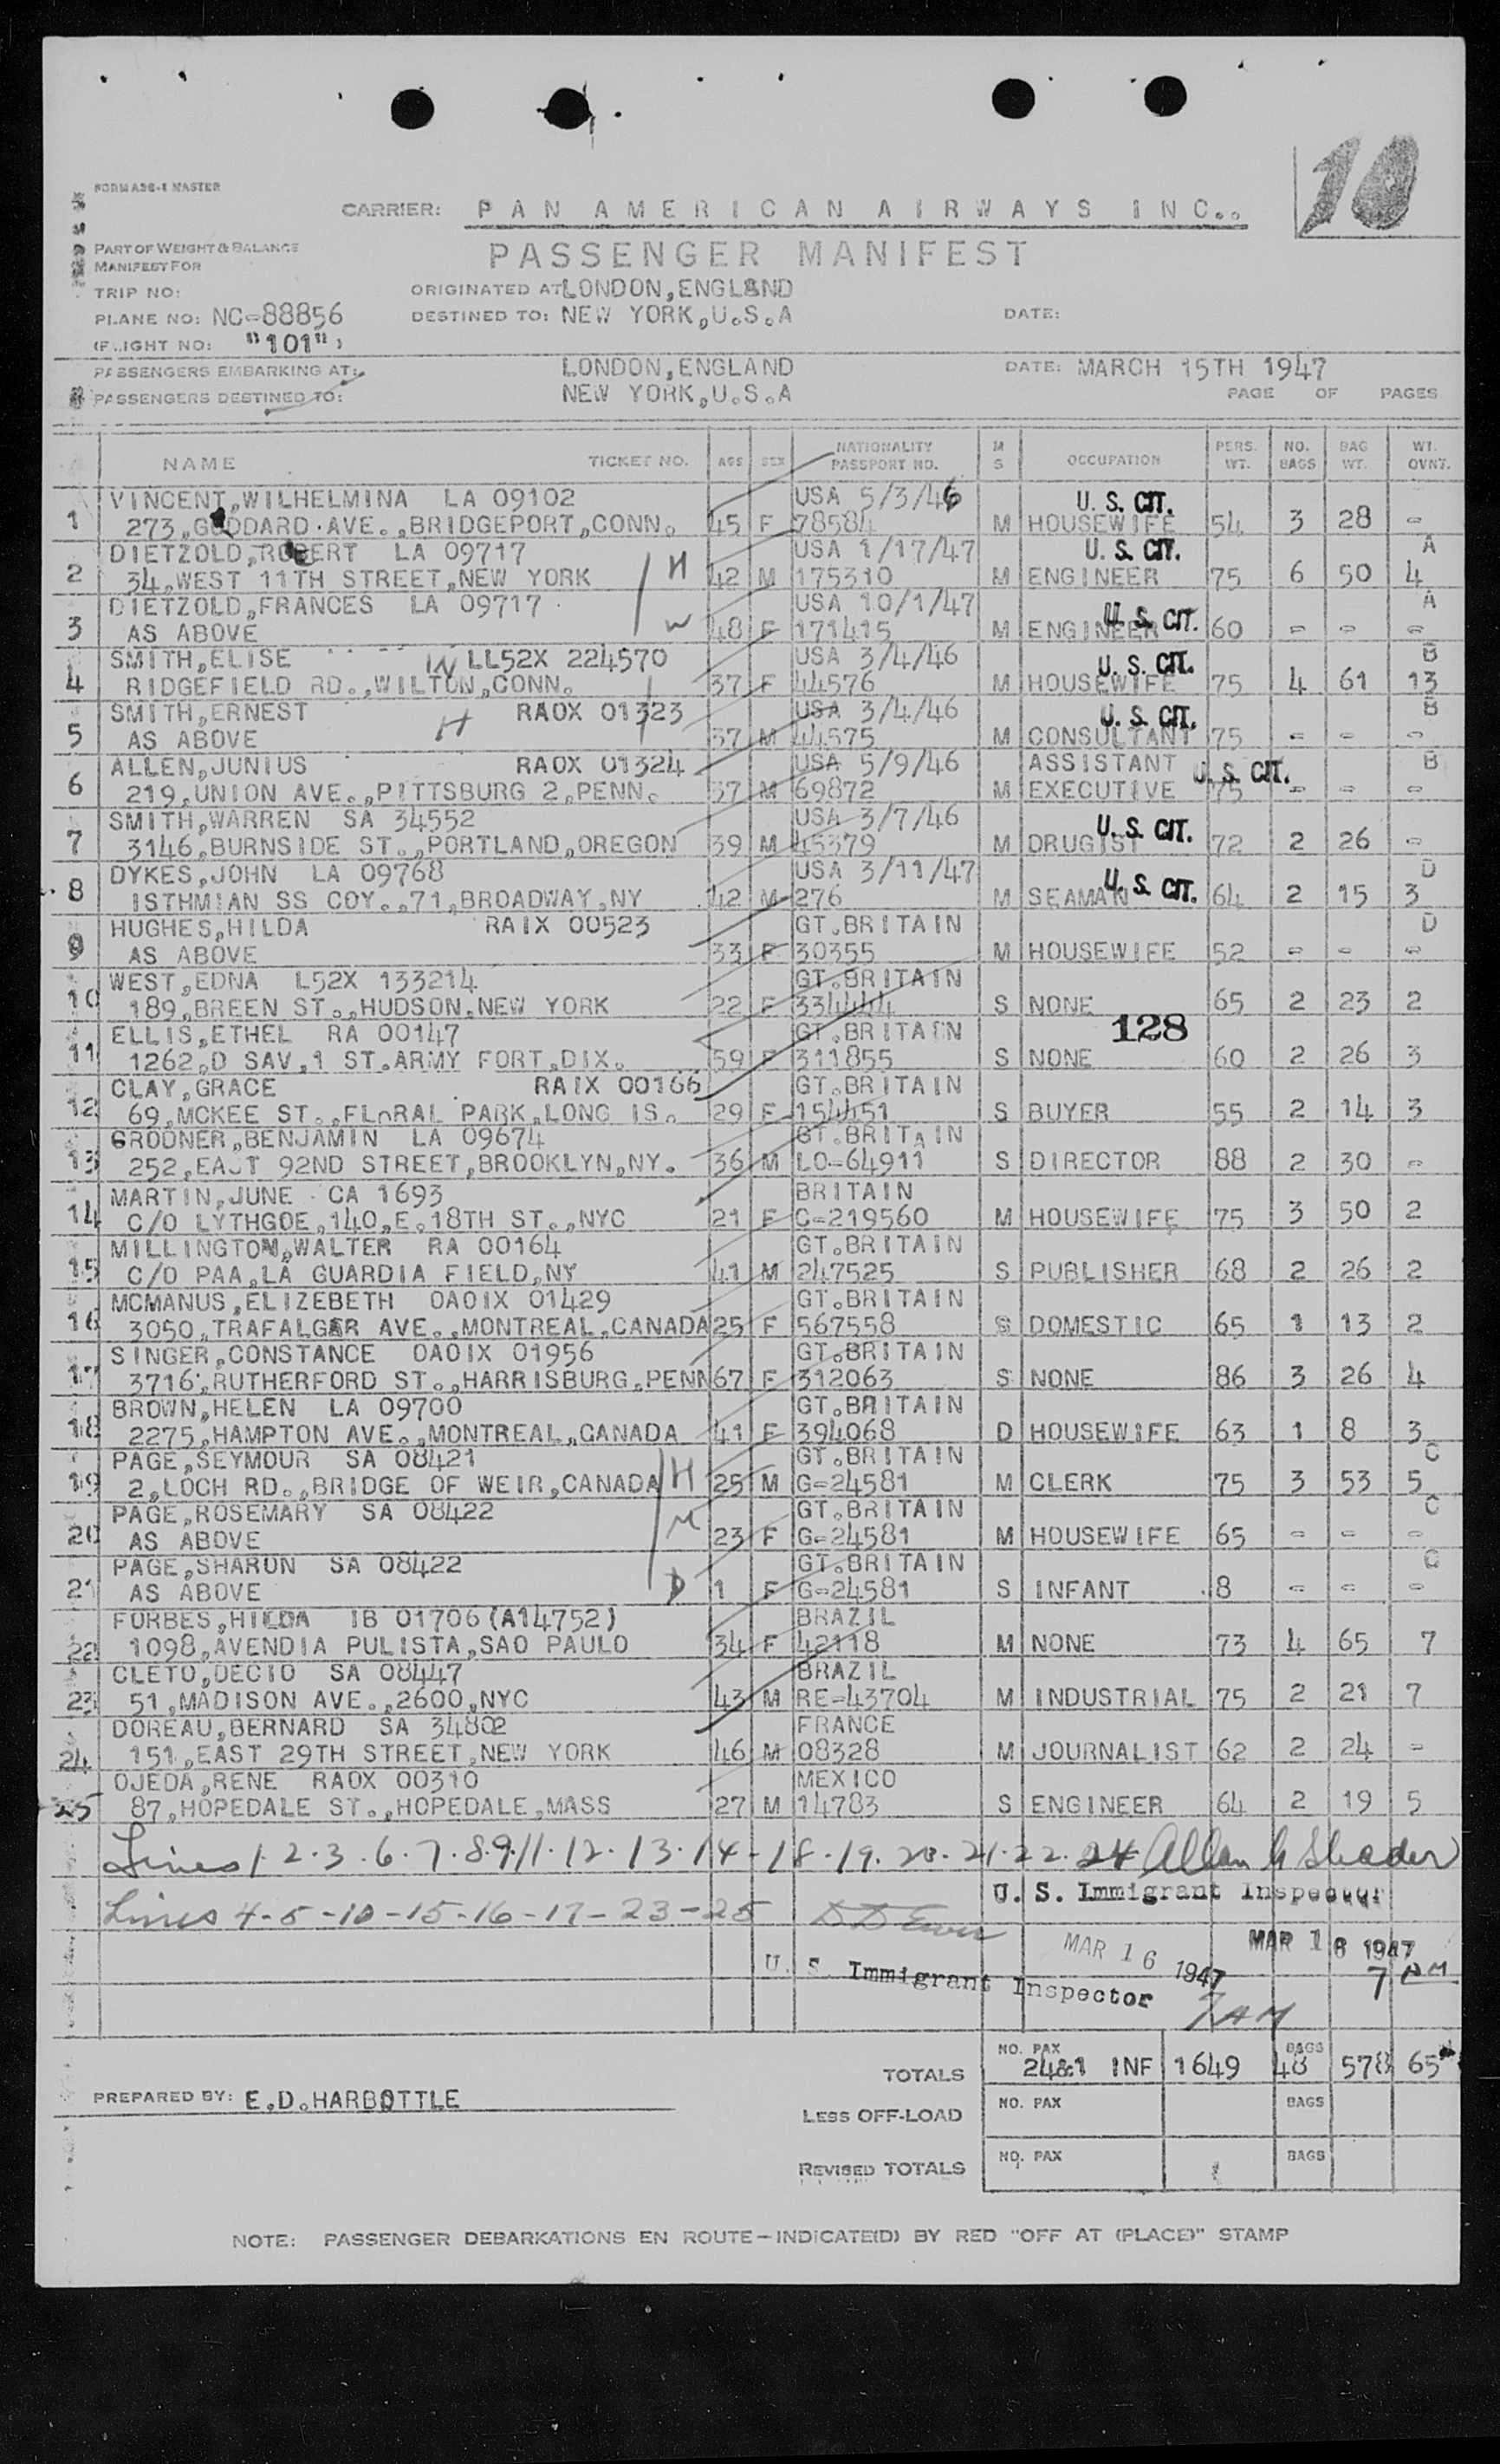 10
FORM ASB-1 MASTER
CARRIER: PAN AMERICAN AIRWAYS INC..
PART OF WEIGHT & BALANCE
MANIFEST FOR
PASSENGER MANIFEST
TRIP NO: ORIGINATED AT LONDON, ENGLAND
PLANE NO: NC-88856 DESTINED TO: NEW YORK, U.S.A DATE:
FLIGHT NO: "101"
PASSENGERS EMBARKING AT: LONDON, ENGLAND DATE: MARCH 15TH 1947
PASSENGERS DESTINED TO: NEW YORK, U.S.A PAGE OF PAGES
NAME TICKET NO. AGE SEX NATIONALITY PASSPORT NO. M S OCCUPATION PERS. WT. NO. BAGS BAG WT. WT. OVNT.
VINCENT, WILHELMINA LA 09102 USA 5/3/46 U. S. CIT.
1 273, GODDARD AVE., BRIDGEPORT, CONN. 45 F 78584 M HOUSEWIFE 54 3 28 -
DIETZOLD, ROBERT LA 09717 USA 1/17/47 U. S. CIT. A
2 34, WEST 11TH STREET, NEW YORK H 42 M 175310 M ENGINEER 75 6 50 4
DIETZOLD, FRANCES LA 09717 USA 10/1/47 U. S. CIT. A
3 AS ABOVE W 48 F 171415 M ENGINEER 60 - - -
SMITH, ELISE W LL52X 224570 USA 3/4/46 U. S. CIT. B
4 RIDGEFIELD RD., WILTON, CONN. 37 F 44576 M HOUSEWIFE 75 4 61 13
SMITH, ERNEST RAOX 01323 USA 3/4/46 U. S. CIT. B
5 AS ABOVE H 37 M 44575 M CONSULTANT 75 - - -
ALLEN, JUNIUS RAOX 01324 USA 5/9/46 ASSISTANT U. S. CIT. B
6 219, UNION AVE., PITTSBURG 2, PENN. 37 M 69872 M EXECUTIVE 75 - - -
SMITH, WARREN SA 34552 USA 3/7/46 U. S. CIT.
7 3146, BURNSIDE ST., PORTLAND, OREGON 39 M 45379 M DRUGIST 72 2 26 -
DYKES, JOHN LA 09768 USA 3/11/47 U. S. CIT. D
8 ISTHMIAN SS COY., 71, BROADWAY, NY 42 M 276 M SEAMAN 64 2 15 3
HUGHES, HILDA RAIX 00523 GT.BRITAIN D
9 AS ABOVE 33 F 30355 M HOUSEWIFE 52 - - -
WEST, EDNA L52X 133214 GT.BRITAIN
10 189, BREEN ST., HUDSON, NEW YORK 22 F 334444 S NONE 65 2 23 2
ELLIS, ETHEL RA 00147 GT.BRITAIN 128
11 1262, D SAV, 1 ST. ARMY FORT, DIX. 59 F 311855 S NONE 60 2 26 3
CLAY, GRACE RAIX 00166 GT.BRITAIN
12 69, MCKEE ST., FLORAL PARK, LONG IS. 29 F 154451 S BUYER 55 2 14 3
GRODNER, BENJAMIN LA 09674 GT.BRITAIN
13 252, EAST 92ND STREET, BROOKLYN, NY. 36 M LO-64911 S DIRECTOR 88 2 30 -
MARTIN, JUNE CA 1693 BRITAIN
14 C/O LYTHGOE, 140, E. 18TH ST., NYC 21 F C-219560 M HOUSEWIFE 75 3 50 2
MILLINGTON, WALTER RA 00164 GT.BRITAIN
15 C/O PAA, LA GUARDIA FIELD, NY 41 M 247525 S PUBLISHER 68 2 26 2
MCMANUS, ELIZEBETH OAOIX 01429 GT.BRITAIN
16 3050, TRAFALGAR AVE., MONTREAL, CANADA 25 F 567558 S DOMESTIC 65 1 13 2
SINGER, CONSTANCE OAOIX 01956 GT.BRITAIN
17 3716, RUTHERFORD ST., HARRISBURG, PENN 67 F 312063 S NONE 86 3 26 4
BROWN, HELEN LA 09700 GT.BRITAIN
18 2275, HAMPTON AVE., MONTREAL, CANADA 41 F 394068 D HOUSEWIFE 63 1 8 3
PAGE, SEYMOUR SA 08421 GT.BRITAIN C
19 2, LOCH RD., BRIDGE OF WEIR, CANADA H 25 M G-24581 M CLERK 75 3 53 5
PAGE, ROSEMARY SA 08422 GT.BRITAIN C
20 AS ABOVE 23 F G-24581 M HOUSEWIFE 65 - - -
PAGE, SHARON SA 08422 GT.BRITAIN C
21 AS ABOVE D 1 F G-24581 S INFANT 8 - - -
FORBES, HILDA IB 01706 (A14752) BRAZIL
22 1098, AVENDIA PULISTA, SAO PAULO 34 F 42118 M NONE 73 4 65 7
CLETO, DECIO SA 08447 BRAZIL
23 51, MADISON AVE., 2600, NYC 43 M RE-43704 M INDUSTRIAL 75 2 21 7
DOREAU, BERNARD SA 34802 FRANCE
24 151, EAST 29TH STREET, NEW YORK 46 M 08328 M JOURNALIST 62 2 24 -
OJEDA, RENE RAOX 00310 MEXICO
25 87, HOPEDALE ST., HOPEDALE, MASS 27 M 14783 S ENGINEER 64 2 19 5
Lines 1.2.3.6.7.8.9.11.12.13.14-18.19.20.21.22.24 Allan
U. S. Immigrant Inspector
Lines 4-5-10-15-16-17-23-25
MAR 16 1947 MAR 16 1947
U. S. Immigrant Inspector 7 AM
7 AM
TOTALS NO. PAX 24&1 INF 1649 BAGS 48 578 65
PREPARED BY: E.D.HARBOTTLE
LESS OFF-LOAD NO. PAX BAGS
REVISED TOTALS NO. PAX BAGS
NOTE: PASSENGER DEBARKATIONS EN ROUTE—INDICATE(D) BY RED "OFF AT (PLACE)" STAMP